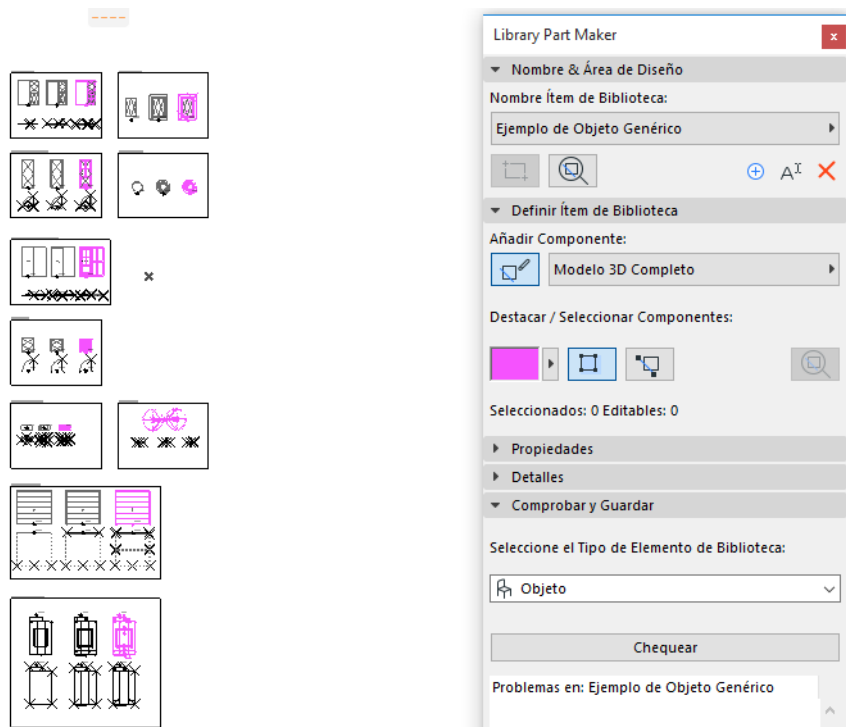 Library Part Maker
x
Nombre & Área de Diseño
Nombre Ítem de Biblioteca:
Ejemplo de Objeto Genérico
Definir Ítem de Biblioteca
Añadir Componente:
Modelo 3D Completo
Destacar / Seleccionar Componentes:
Seleccionados: 0 Editables: 0
Propiedades
Detalles
Comprobar y Guardar
Seleccione el Tipo de Elemento de Biblioteca:
Objeto
Chequear
Problemas en: Ejemplo de Objeto Genérico